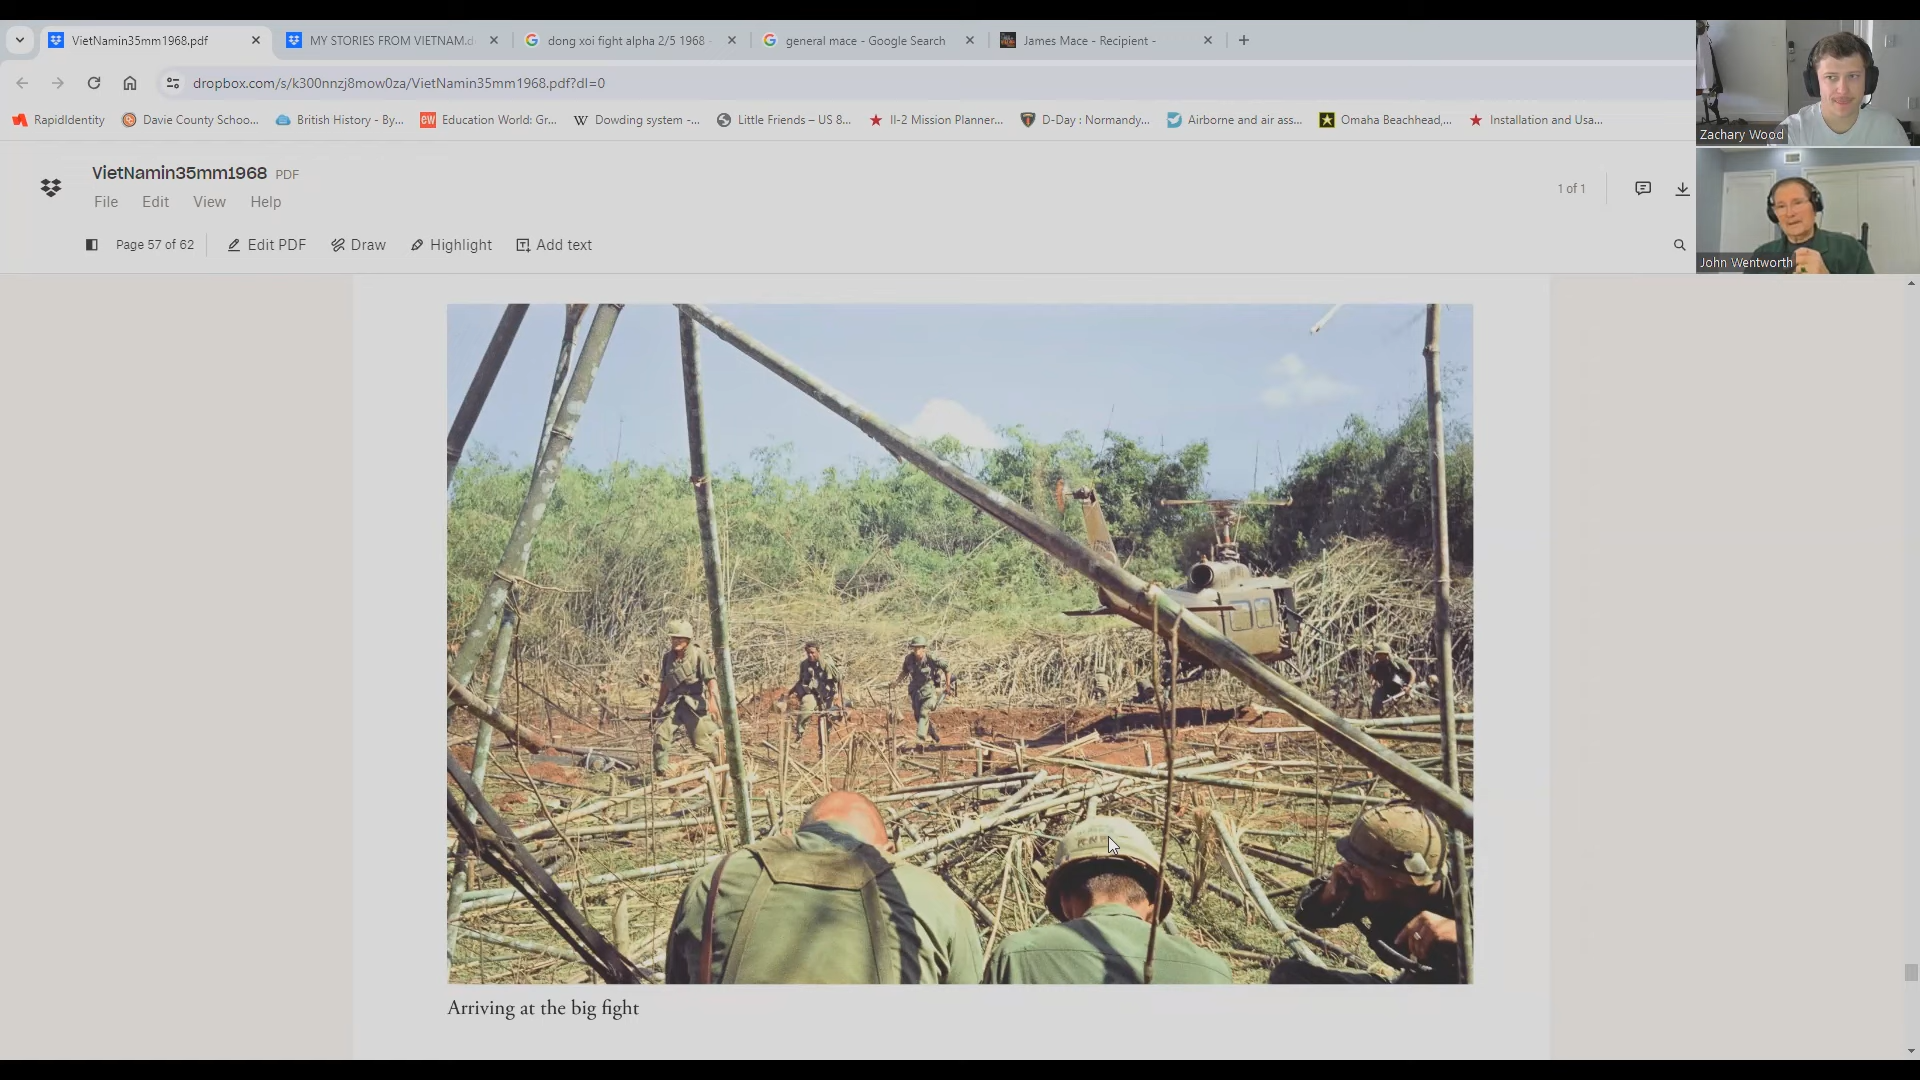 VietNamin35mm1968.pdf
MY STORIES FROM VIETNAM.d
dong xoi fight alpha 2/5 1968 -
general mace - Google Search
James Mace - Recipient -
dropbox.com/s/k300nnzj8mow0za/VietNamin35mm1968.pdf?dl=0
RapidIdentity
Davie County Schoo...
British History - By...
EW
Education World: Gr...
W
Dowding system -...
Little Friends – US 8...
Il-2 Mission Planner...
D-Day : Normandy,...
Airborne and air ass...
Omaha Beachhead,...
Installation and Usa...
Zachary Wood
VietNamin35mm1968 PDF
1 of 1
File Edit View Help
Page 57 of 62
Edit PDF
Draw
Highlight
Add text
John Wentworth
Arriving at the big fight